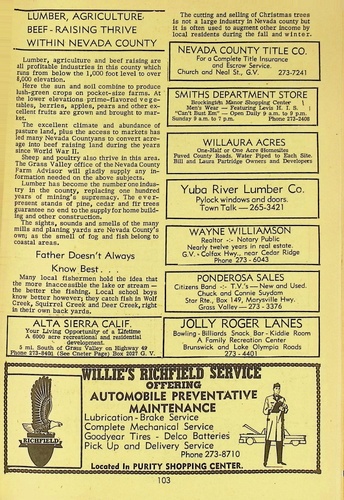 LUMBER, AGRICULTURE,
BEEF-RAISING THRIVE
WITHIN NEVADA COUNTY
Lumber, agriculture and beef raising are
all profitable industries in this county which
runs from below the 1,000 foot level to over
8,000 elevation.
Here the sun and soil combine to produce
lush-green crops on pocket-size farms. At
the lower elevations prime-flavored vege-
tables, berries, apples, pears and other ex-
cellent fruits are grown and brought to mar-
ket.
The excellent climate and abundance of
pasture land, plus the access to markets has
led many Nevada Countyans to convert acre-
age into beef raising land during the years
since World War II.
Sheep and poultry also thrive in this area.
The Grass Valley office of the Nevada County
Farm Advisor will gladly supply any in-
formation needed on the above subjects.
Lumber has become the number one indus-
try in the county, replacing one hundred
years of mining's supremacy. The ever-
present stands of pine, cedar and fir trees
guarantee no end to the supply for home build-
ing and other construction.
The sights, sounds and smells of the many
mills and planing yards are Nevada County's
own; as the smell of fog and fish belong to
coastal areas.
Father Doesn't Always
Know Best . .
Many local fishermen hold the idea that
the more inaccessible the lake or stream —
the better the fishing. Local school boys
know better however; they catch fish in Wolf
Creek, Squirrel Creek and Deer Creek, right
in their own back yards.
ALTA SIERRA CALIF.
Your Living Opportunity of a Lifetime
A 6000 acre recreational and residential
development.
5 mi. South of Grass Valley on Highway 49
Phone 273-8401 (See Cneter Page) Box 2027 G. V.
The cutting and selling of Christmas trees
is not a large industry in Nevada county but
it is often used to augment other income by
local residents during the fall and winter.
NEVADA COUNTY TITLE CO.
For a Complete Title Insurance
and Escrow Service.
Church and Neal St., G.V. 273-7241
SMITHS DEPARTMENT STORE
Brockington Manor Shopping Center
Men's Wear - Featuring Levis H. I. S.
"Can't Bust Em" - Open Daily 9 a.m. to 9 p.m.
Sunday 9 a.m. to 7 p.m. Phone 272-2408
WILLAURA ACRES
One-Half or One Acre Homesites
Paved County Roads. Water Piped to Each Site.
Bill and Laura Partridge Owners and Developers
Yuba River Lumber Co.
Pylock windows and doors.
Town Talk — 265-3421
WAYNE WILLIAMSON
Realtor -:- Notary Public
Nearly twelve years in real estate.
G.V. - Colfax Hwy., near Cedar Ridge
Phone 273 - 6043
PONDEROSA SALES
Citizens Band -:- T.V.'s — New and Used.
Chuck and Connie Suydam
Star Rte., Box 149, Marysville Hwy.
Grass Valley — 273 - 3376
JOLLY ROGER LANES
Bowling - Billiards Snack Bar - Kiddie Room
A Family Recreation Center
Brunswick and Lake Olympia Roads
273 - 4401
WILLIE'S RICHFIELD SERVICE
OFFERING
AUTOMOBILE PREVENTATIVE
MAINTENANCE
Lubrication - Brake Service
Complete Mechanical Service
Goodyear Tires - Delco Batteries
Pick Up and Delivery Service
Phone 273-8710
Located In PURITY SHOPPING CENTER.
RICHFIELD
103